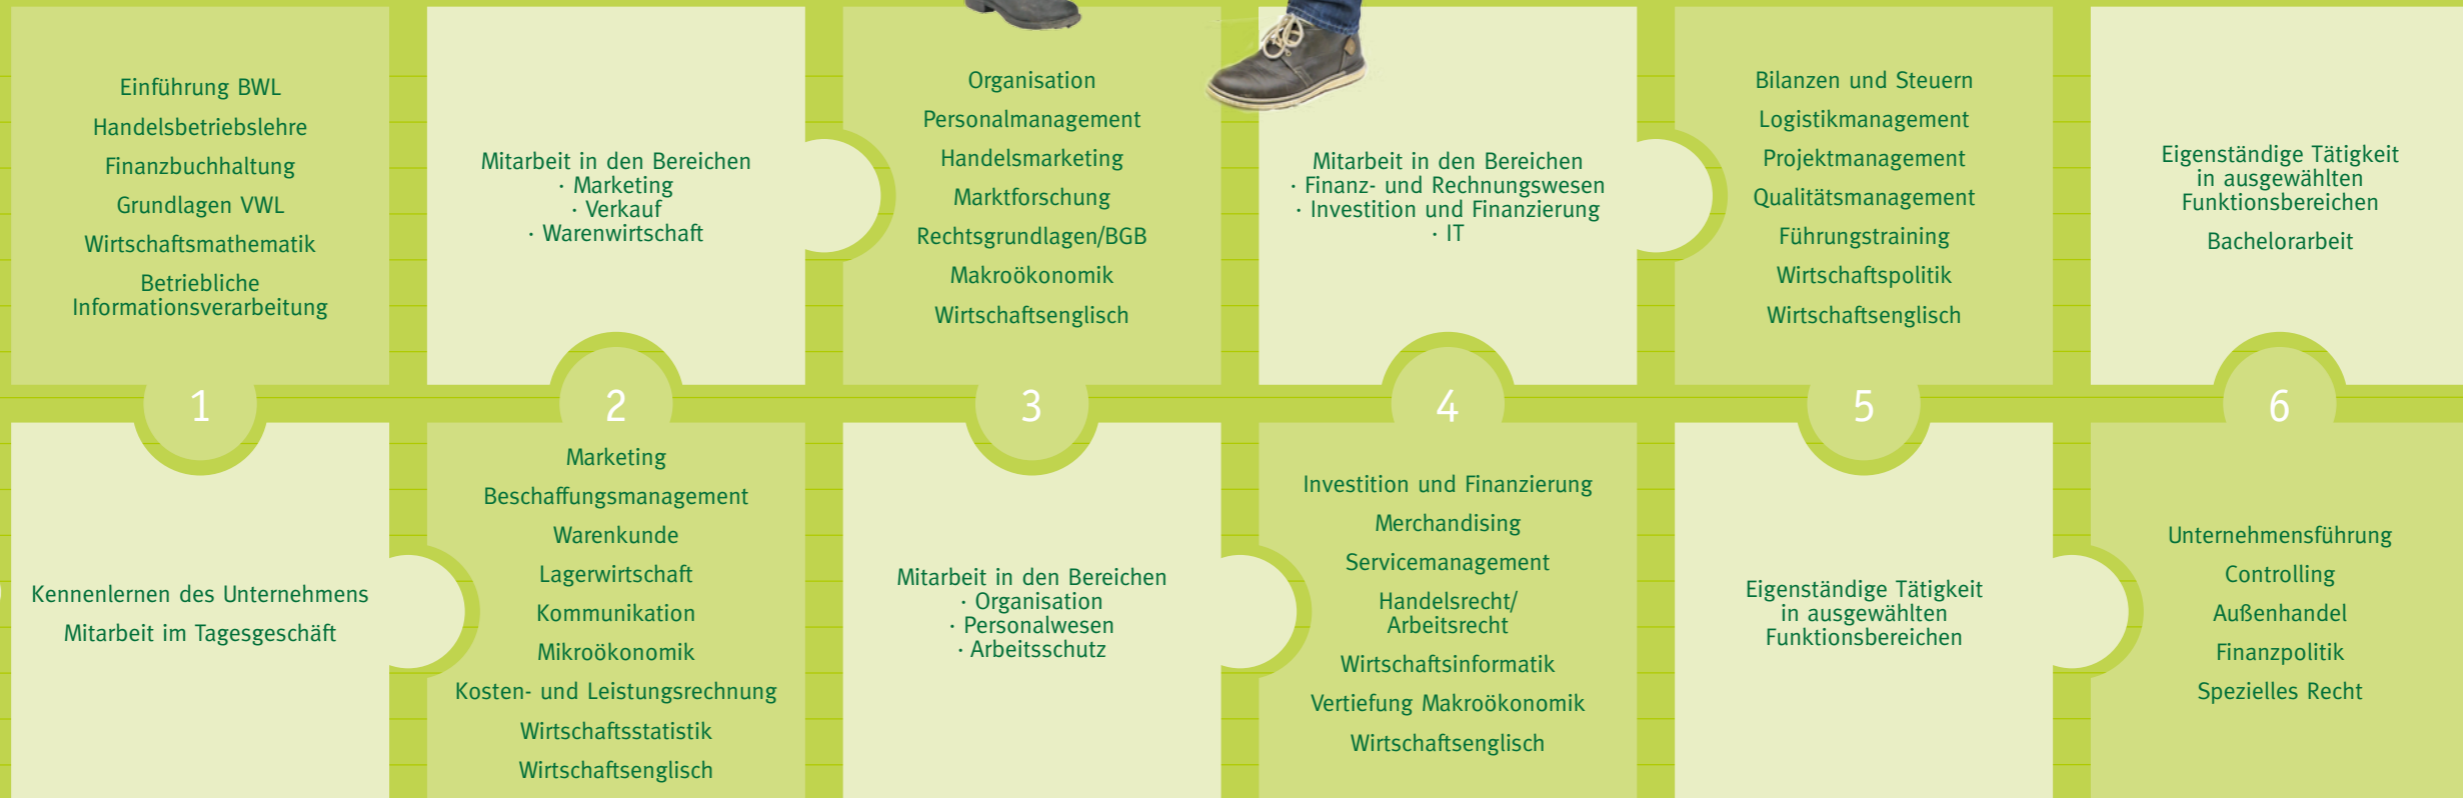 Einführung BWL
Handelsbetriebslehre
Finanzbuchhaltung
Grundlagen VWL
Wirtschaftsmathematik
Betriebliche
Informationsverarbeitung
1
Kennenlernen des Unternehmens
Mitarbeit im Tagesgeschäft
Mitarbeit in den Bereichen
· Marketing
· Verkauf
· Warenwirtschaft
2
Marketing
Beschaffungsmanagement
Warenkunde
Lagerwirtschaft
Kommunikation
Mikroökonomik
Kosten- und Leistungsrechnung
Wirtschaftsstatistik
Wirtschaftsenglisch
Organisation
Personalmanagement
Handelsmarketing
Marktforschung
Rechtsgrundlagen/BGB
Makroökonomik
Wirtschaftsenglisch
3
Mitarbeit in den Bereichen
· Organisation
· Personalwesen
· Arbeitsschutz
Mitarbeit in den Bereichen
· Finanz- und Rechnungswesen
· Investition und Finanzierung
· IT
4
Investition und Finanzierung
Merchandising
Servicemanagement
Handelsrecht/
Arbeitsrecht
Wirtschaftsinformatik
Vertiefung Makroökonomik
Wirtschaftsenglisch
Bilanzen und Steuern
Logistikmanagement
Projektmanagement
Qualitätsmanagement
Führungstraining
Wirtschaftspolitik
Wirtschaftsenglisch
5
Eigenständige Tätigkeit
in ausgewählten
Funktionsbereichen
Eigenständige Tätigkeit
in ausgewählten
Funktionsbereichen
Bachelorarbeit
6
Unternehmensführung
Controlling
Außenhandel
Finanzpolitik
Spezielles Recht